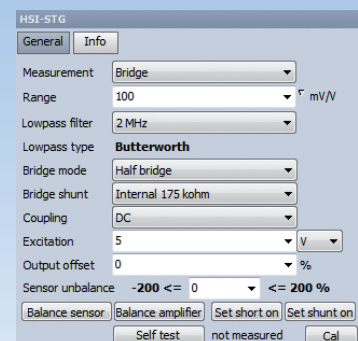 HSI-STG
General Info
Measurement Bridge
Range 100 mV/V
Lowpass filter 2 MHz
Lowpass type Butterworth
Bridge mode Half bridge
Bridge shunt Internal 175 kohm
Coupling DC
Excitation 5 V
Output offset 0 %
Sensor unbalance -200 <= 0 <= 200 %
Balance sensor Balance amplifier Set short on Set shunt on
Self test not measured Cal